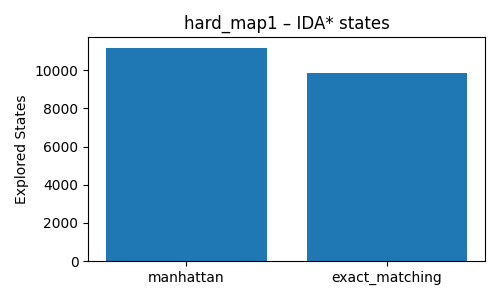 hard_map1 – IDA* states
Explored States
10000
8000
6000
4000
2000
0
manhattan
exact_matching